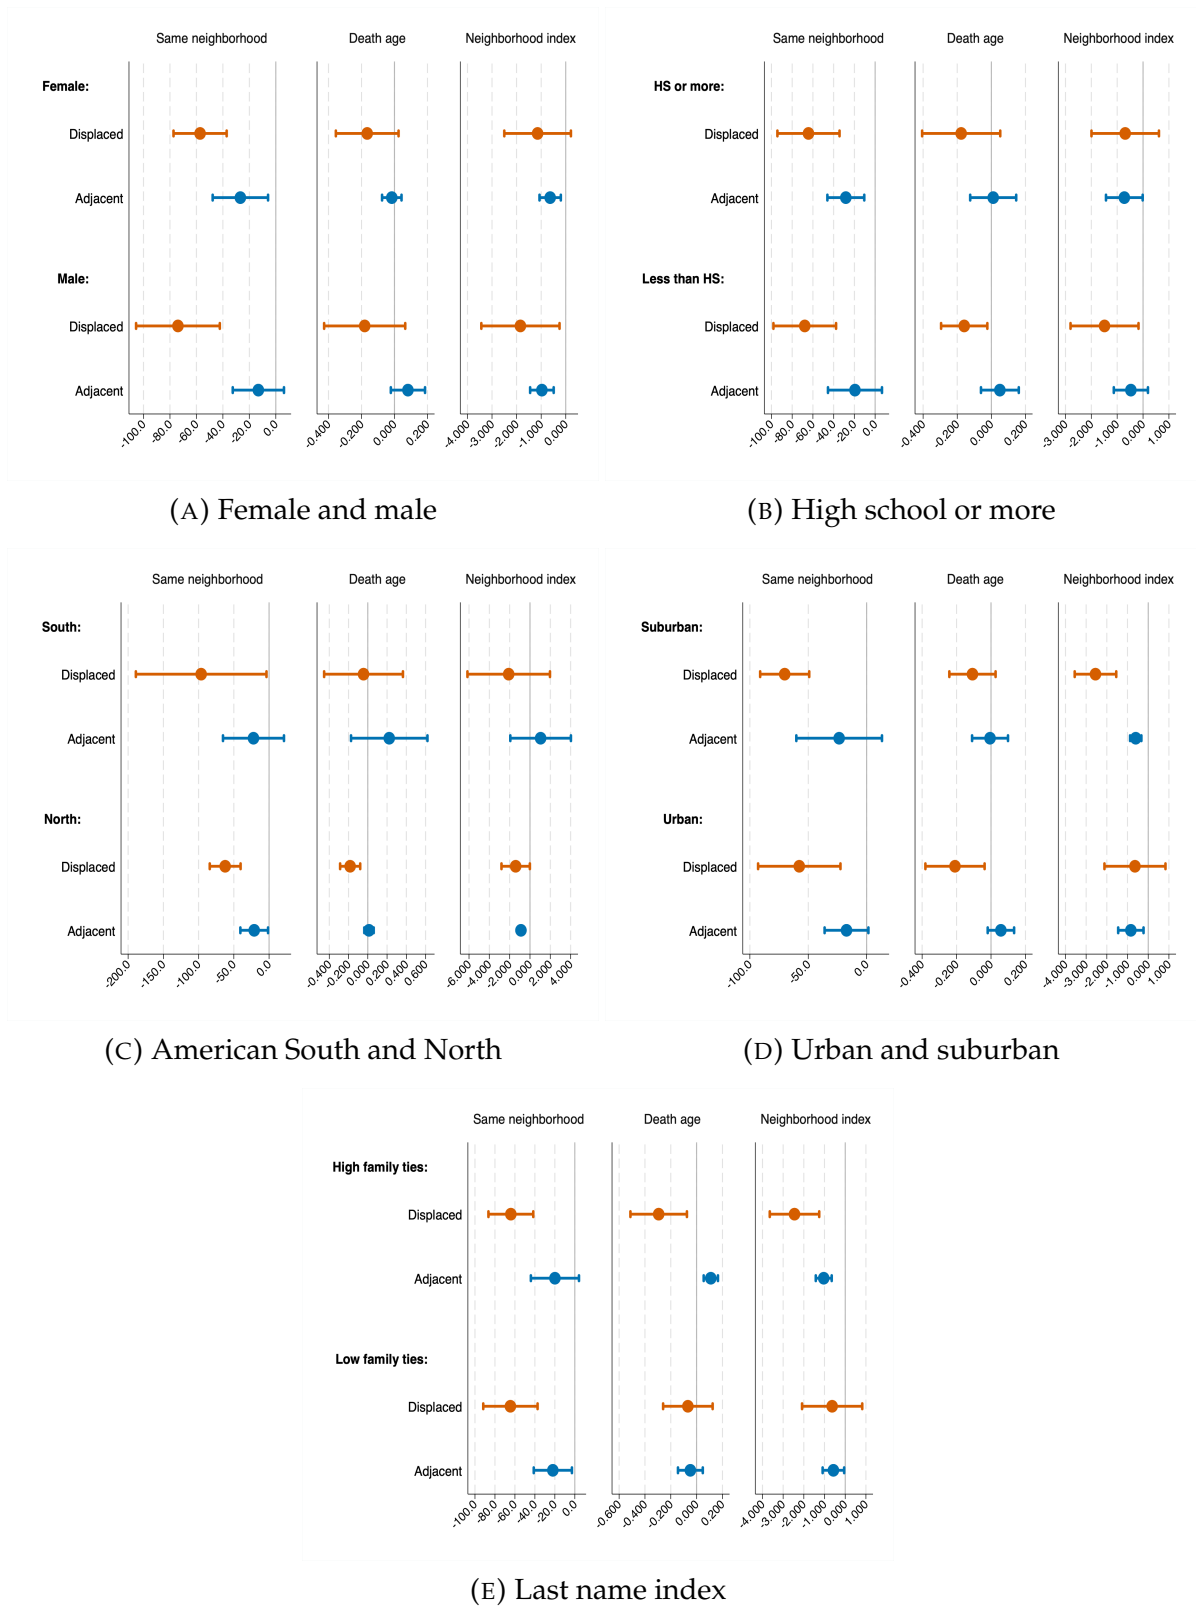 Same neighborhood Death age Neighborhood index
Female:
Displaced
Adjacent
Male:
Displaced
Adjacent
-100.0 -80.0 -60.0 -40.0 -20.0 0.0 -0.400 -0.200 0.000 0.200 -4.000 -3.000 -2.000 -1.000 0.000
(A) Female and male
Same neighborhood Death age Neighborhood index
HS or more:
Displaced
Adjacent
Less than HS:
Displaced
Adjacent
-100.0 -80.0 -60.0 -40.0 -20.0 0.0 -0.400 -0.200 0.000 0.200 -3.000 -2.000 -1.000 0.000 1.000
(B) High school or more
Same neighborhood Death age Neighborhood index
South:
Displaced
Adjacent
North:
Displaced
Adjacent
-200.0 -150.0 -100.0 -50.0 0.0 -0.400 -0.200 0.000 0.200 0.400 0.600 -6.000 -4.000 -2.000 0.000 2.000 4.000
(C) American South and North
Same neighborhood Death age Neighborhood index
Suburban:
Displaced
Adjacent
Urban:
Displaced
Adjacent
-100.0 -50.0 0.0 -0.400 -0.200 0.000 0.200 -4.000 -3.000 -2.000 -1.000 0.000 1.000
(D) Urban and suburban
Same neighborhood Death age Neighborhood index
High family ties:
Displaced
Adjacent
Low family ties:
Displaced
Adjacent
-100.0 -80.0 -60.0 -40.0 -20.0 0.0 -0.600 -0.400 -0.200 0.000 0.200 -4.000 -3.000 -2.000 -1.000 0.000 1.000
(E) Last name index